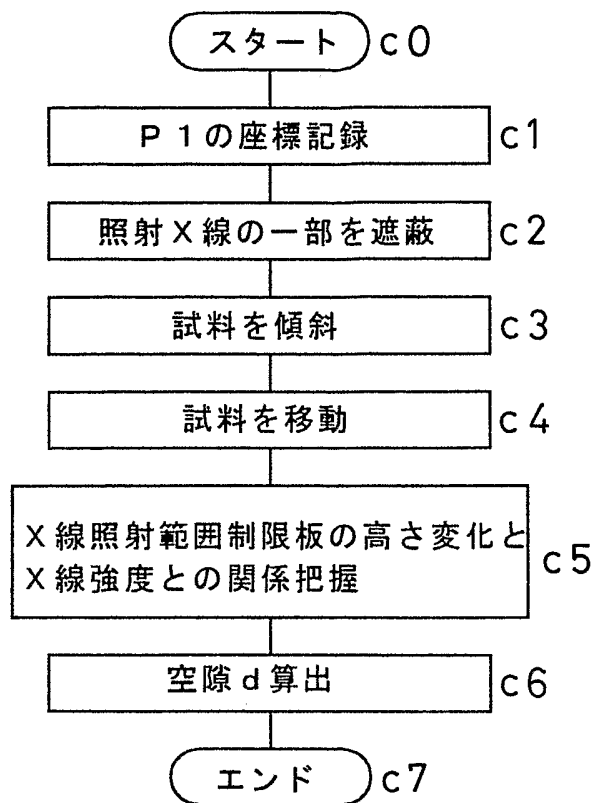 スタート c0
P1の座標記録 c1
照射X線の一部を遮蔽 c2
試料を傾斜 c3
試料を移動 c4
X線照射範囲制限板の高さ変化と
X線強度との関係把握 c5
空隙d算出 c6
エンド c7